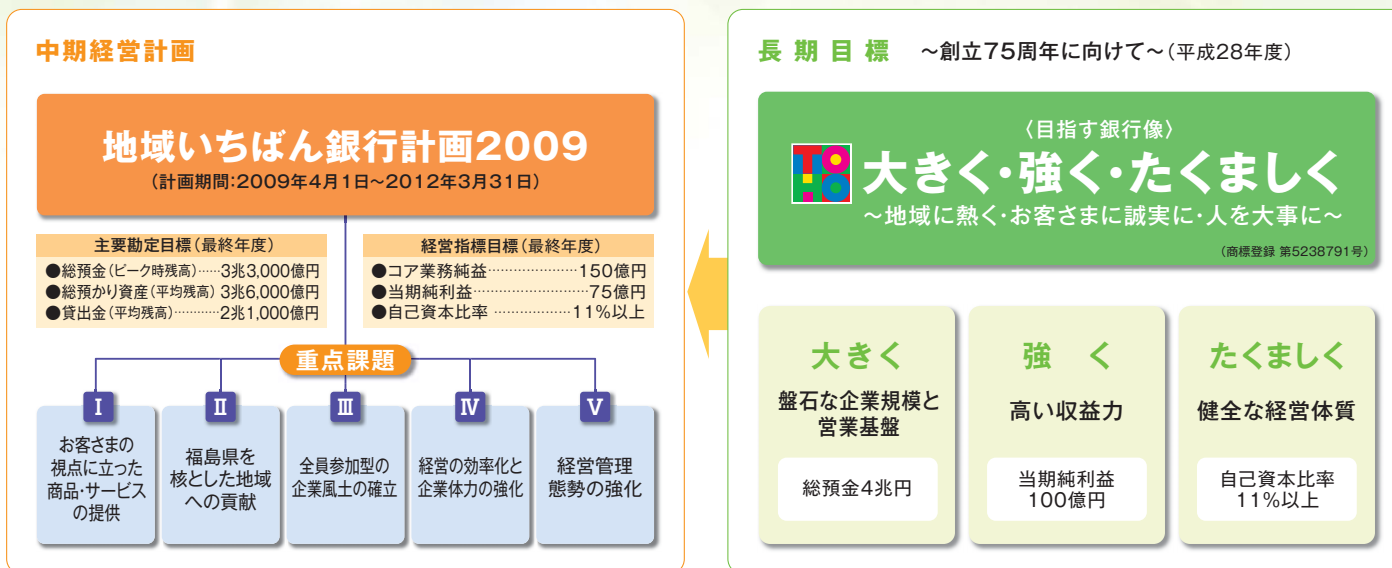 中期経営計画
地域いちばん銀行計画2009
(計画期間:2009年4月1日〜2012年3月31日)
主要勘定目標(最終年度)
●総預金(ピーク時残高)……3兆3,000億円
●総預かり資産(平均残高) 3兆6,000億円
●貸出金(平均残高)…………2兆1,000億円
経営指標目標(最終年度)
●コア業務純益…………………150億円
●当期純利益……………………75億円
●自己資本比率 ………………11%以上
重点課題
Ⅰ
お客さまの
視点に立った
商品・サービス
の提供
Ⅱ
福島県を
核とした地域
への貢献
Ⅲ
全員参加型の
企業風土の確立
Ⅳ
経営の効率化と
企業体力の強化
Ⅴ
経営管理
態勢の強化
長期目標 〜創立75周年に向けて〜(平成28年度)
〈目指す銀行像〉
TOHO
大きく・強く・たくましく
〜地域に熱く・お客さまに誠実に・人を大事に〜
(商標登録 第5238791号)
大きく
盤石な企業規模と
営業基盤
総預金4兆円
強く
高い収益力
当期純利益
100億円
たくましく
健全な経営体質
自己資本比率
11%以上